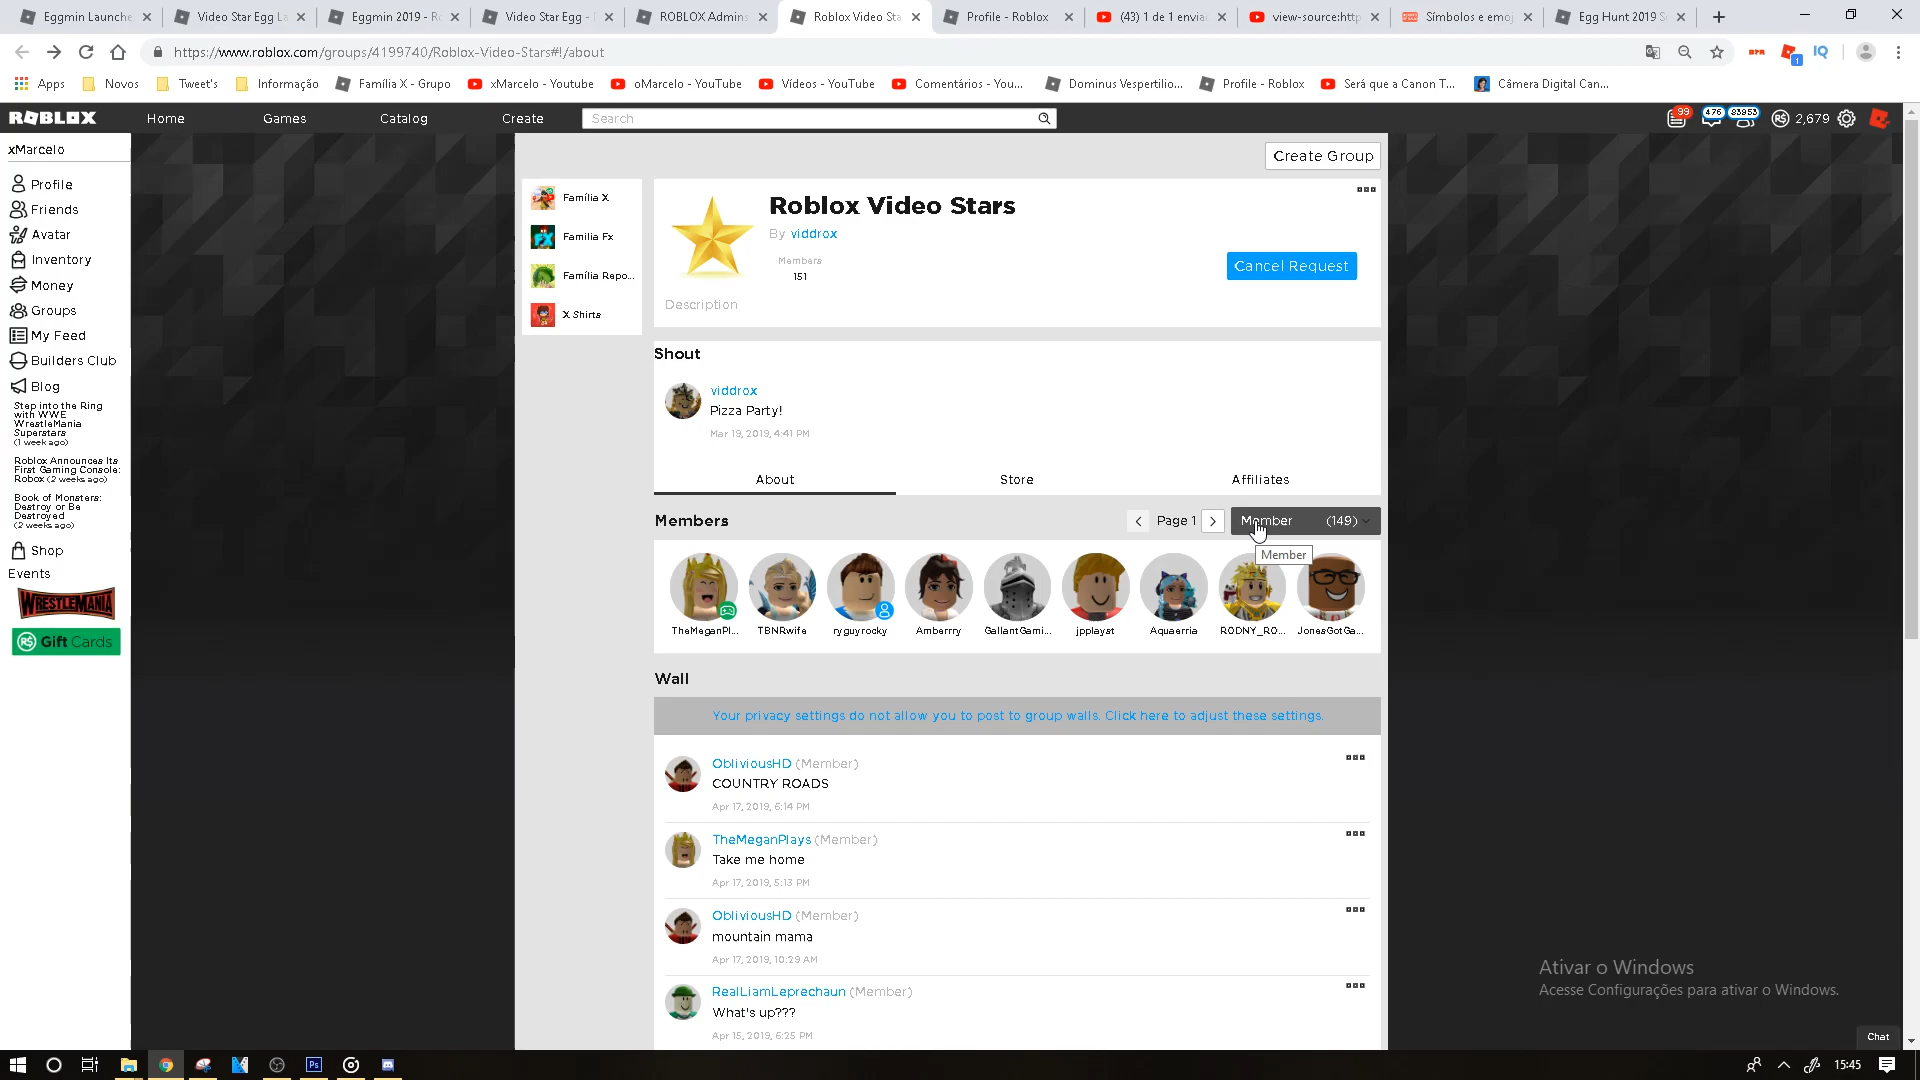 Eggmin Launche
Video Star Egg La
Eggmin 2019 - Ro
Video Star Egg -
ROBLOX Admins
Roblox Video Sta
Profile - Roblox
(43) 1 de 1 envia
view-source:http
Símbolos e emoj
Egg Hunt 2019 S
https://www.roblox.com/groups/4199740/Roblox-Video-Stars#!/about
BTR
1
IQ
Apps
Novos
Tweet's
Informação
Família X - Grupo
xMarcelo - Youtube
oMarcelo - YouTube
Vídeos - YouTube
Comentários - You...
Dominus Vespertilio...
Profile - Roblox
Será que a Canon T...
Câmera Digital Can...
ROBLOX
Home
Games
Catalog
Create
Search
99
476
83953
2,679
xMarcelo
Profile
Friends
Avatar
Inventory
Money
Groups
My Feed
Builders Club
Blog
Step into the Ring
with WWE
WrestleMania
Superstars
(1 week ago)
Roblox Announces Its
First Gaming Console:
Robox (2 weeks ago)
Book of Monsters:
Destroy or Be
Destroyed
(2 weeks ago)
Shop
Events
WRESTLEMANIA
Gift Cards
Create Group
Família X
Familia Fx
Família Repo...
X Shirts
Roblox Video Stars
By viddrox
Members
151
Cancel Request
Description
Shout
viddrox
Pizza Party!
Mar 19, 2019, 4:41 PM
About
Store
Affiliates
Members
Page 1
Member (149)
Member
TheMeganPl...
TBNRwife
ryguyrocky
Amberrry
GallantGami...
jpplayst
Aquaerria
RODNY_RO...
JonesGotGa...
Wall
Your privacy settings do not allow you to post to group walls. Click here to adjust these settings.
ObliviousHD (Member)
COUNTRY ROADS
Apr 17, 2019, 6:14 PM
TheMeganPlays (Member)
Take me home
Apr 17, 2019, 5:13 PM
ObliviousHD (Member)
mountain mama
Apr 17, 2019, 10:29 AM
RealLiamLeprechaun (Member)
What's up???
Apr 15, 2019, 6:25 PM
Ativar o Windows
Acesse Configurações para ativar o Windows.
Chat
Ps
15:45